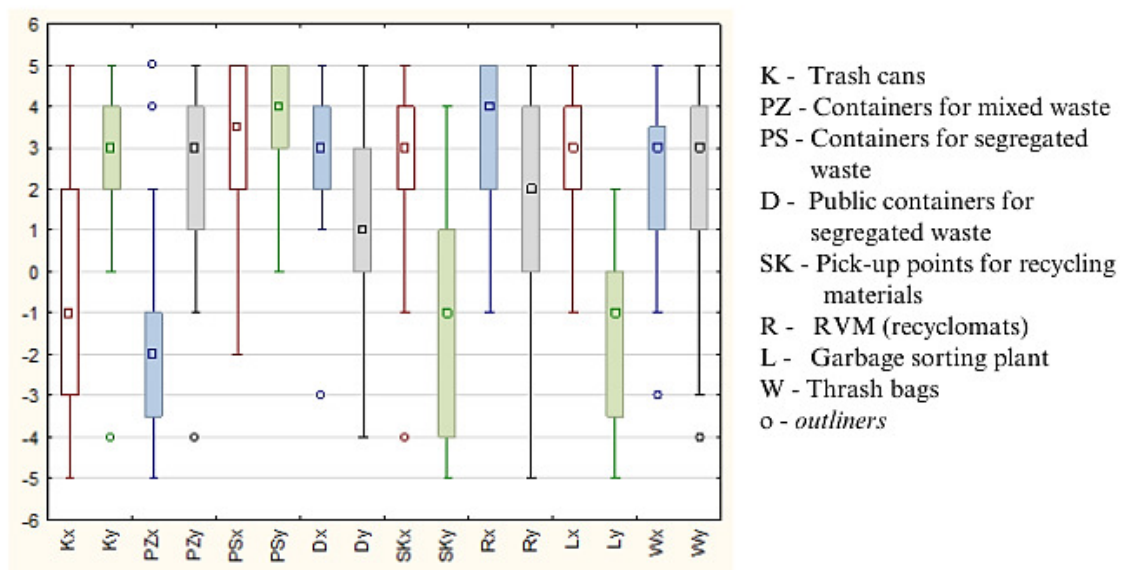 6
5
4
3
2
1
0
-1
-2
-3
-4
-5
-6
Kx Ky PZx PZy PSx PSy Dx Dy SKx SKy Rx Ry Lx Ly Wx Wy
K - Trash cans
PZ - Containers for mixed waste
PS - Containers for segregated
waste
D - Public containers for
segregated waste
SK - Pick-up points for recycling
materials
R - RVM (recyclomats)
L - Garbage sorting plant
W - Thrash bags
o - outliners